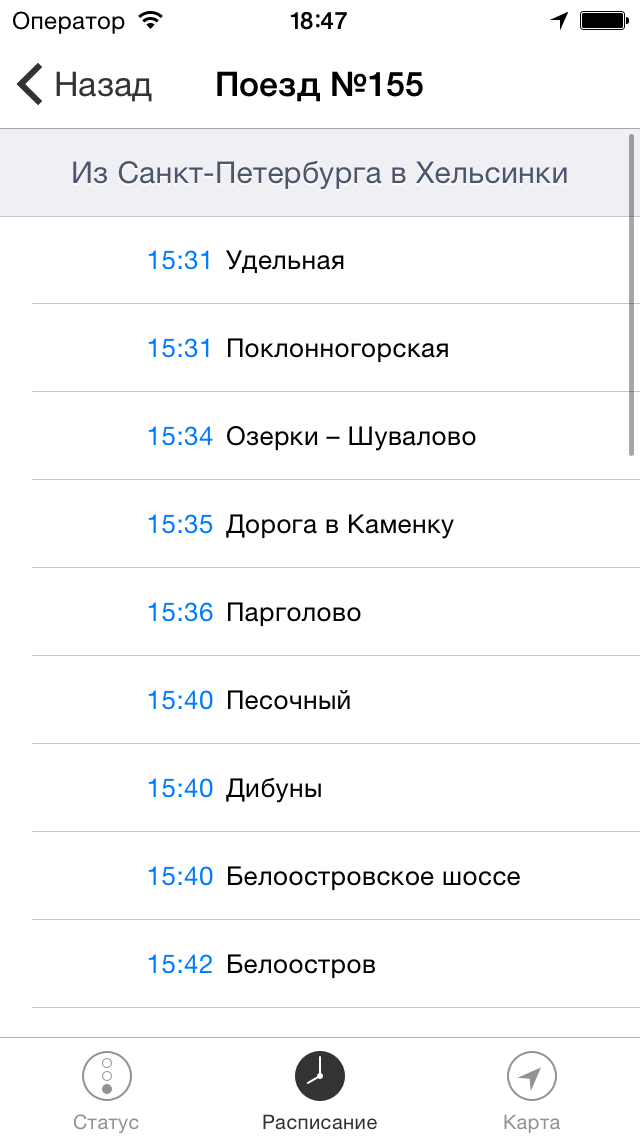 Оператор 18:47
Назад Поезд №155
Из Санкт-Петербурга в Хельсинки
15:31 Удельная
15:31 Поклонногорская
15:34 Озерки – Шувалово
15:35 Дорога в Каменку
15:36 Парголово
15:40 Песочный
15:40 Дибуны
15:40 Белоостровское шоссе
15:42 Белоостров
Статус Расписание Карта